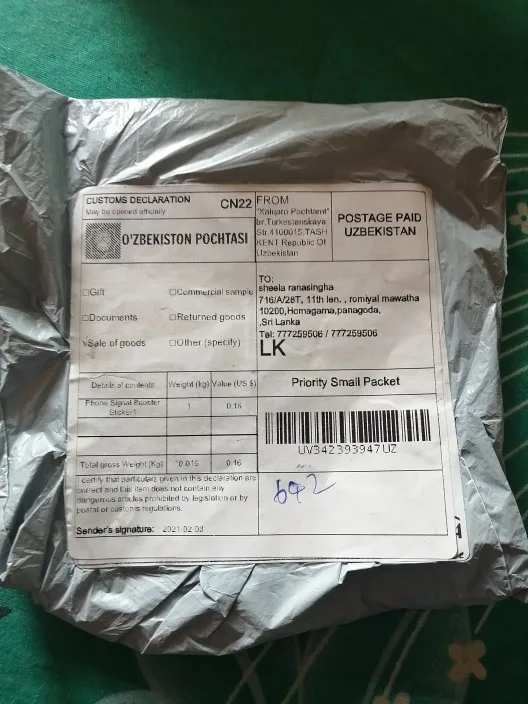 CUSTOMS DECLARATION
May be opened officially
CN22
O'ZBEKISTON POCHTASI
FROM
"Xalqaro Pochtamt"
br.Turkestanskaya
Str.4100015.TASH
KENT Republic Of
Uzbekistan
POSTAGE PAID
UZBEKISTAN
□Gift
□Commercial sample
□Documents
□Returned goods
√Sale of goods
□Other (specify)
TO:
sheela ranasingha
716/A/28T, 11th len. , romiyal mawatha
10200,Homagama,panagoda,
,Sri Lanka
Tel: 777259506 / 777259506
LK
Details of contents
Weight (kg)
Value (US $)
Phone Signal Booster
Sticker1
1
0.16
Total gross Weight (Kg)
0.016
0.16
Priority Small Packet
UV342393947UZ
I certify that particulars given in this declaration are
correct and this item does not contain any
dangerous articles prohibited by legislation or by
postal or customs regulations.
Sender's signature: 2021-02-03
692